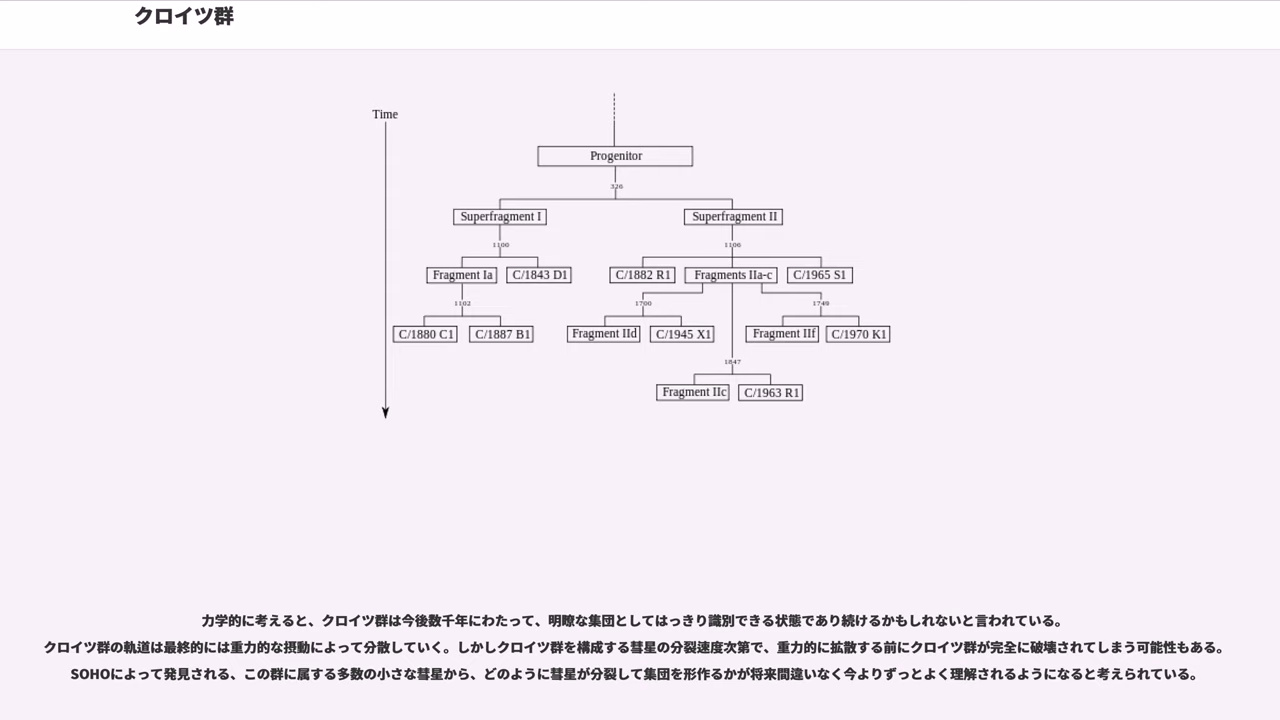 クロイツ群
Time
Progenitor
326
Superfragment I
Superfragment II
1100
1106
Fragment Ia
C/1843 D1
C/1882 R1
Fragments IIa-c
C/1965 S1
1102
1700
1749
C/1880 C1
C/1887 B1
Fragment IId
C/1945 X1
Fragment IIf
C/1970 K1
1847
Fragment IIc
C/1963 R1
力学的に考えると、クロイツ群は今後数千年にわたって、明瞭な集団としてはっきり識別できる状態であり続けるかもしれないと言われている。
クロイツ群の軌道は最終的には重力的な摂動によって分散していく。しかしクロイツ群を構成する彗星の分裂速度次第で、重力的に拡散する前にクロイツ群が完全に破壊されてしまう可能性もある。
SOHOによって発見される、この群に属する多数の小さな彗星から、どのように彗星が分裂して集団を形作るかが将来間違いなく今よりずっとよく理解されるようになると考えられている。